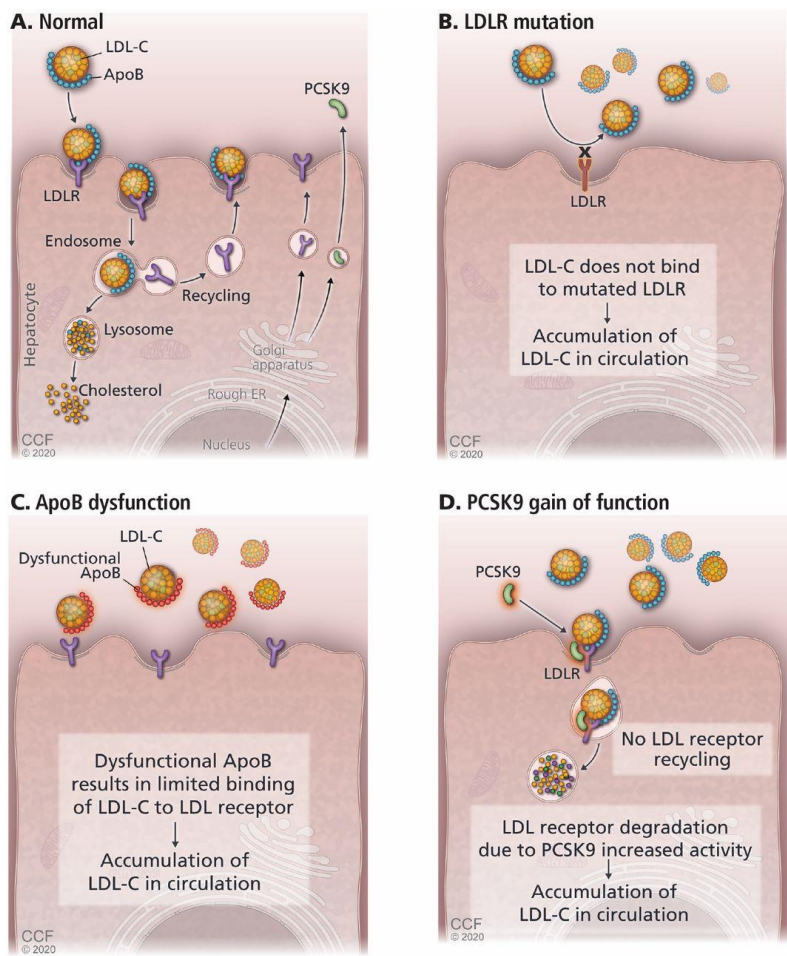 A. Normal
LDL-C
ApoB
PCSK9
LDLR
Endosome
Recycling
Hepatocyte
Lysosome
Golgi
apparatus
Cholesterol
Rough ER
Nucleus
CCF
© 2020
B. LDLR mutation
X
LDLR
LDL-C does not bind
to mutated LDLR
Accumulation of
LDL-C in circulation
CCF
© 2020
C. ApoB dysfunction
LDL-C
Dysfunctional
ApoB
Dysfunctional ApoB
results in limited binding
of LDL-C to LDL receptor
Accumulation of
LDL-C in circulation
CCF
© 2020
D. PCSK9 gain of function
PCSK9
LDLR
No LDL receptor
recycling
LDL receptor degradation
due to PCSK9 increased activity
Accumulation of
LDL-C in circulation
CCF
© 2020